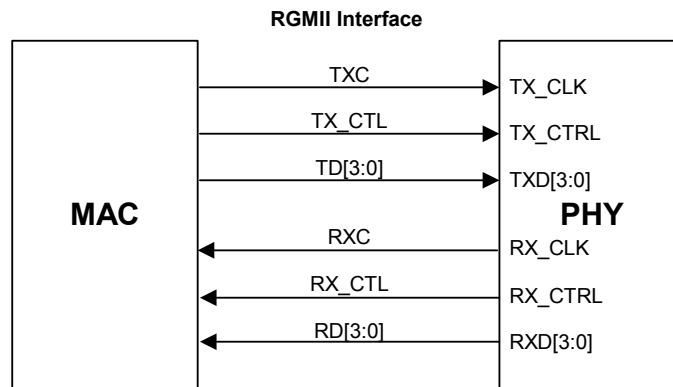 RGMII Interface
TXC
TX_CLK
TX_CTL
TX_CTRL
TD[3:0]
TXD[3:0]
MAC
PHY
RXC
RX_CLK
RX_CTL
RX_CTRL
RD[3:0]
RXD[3:0]